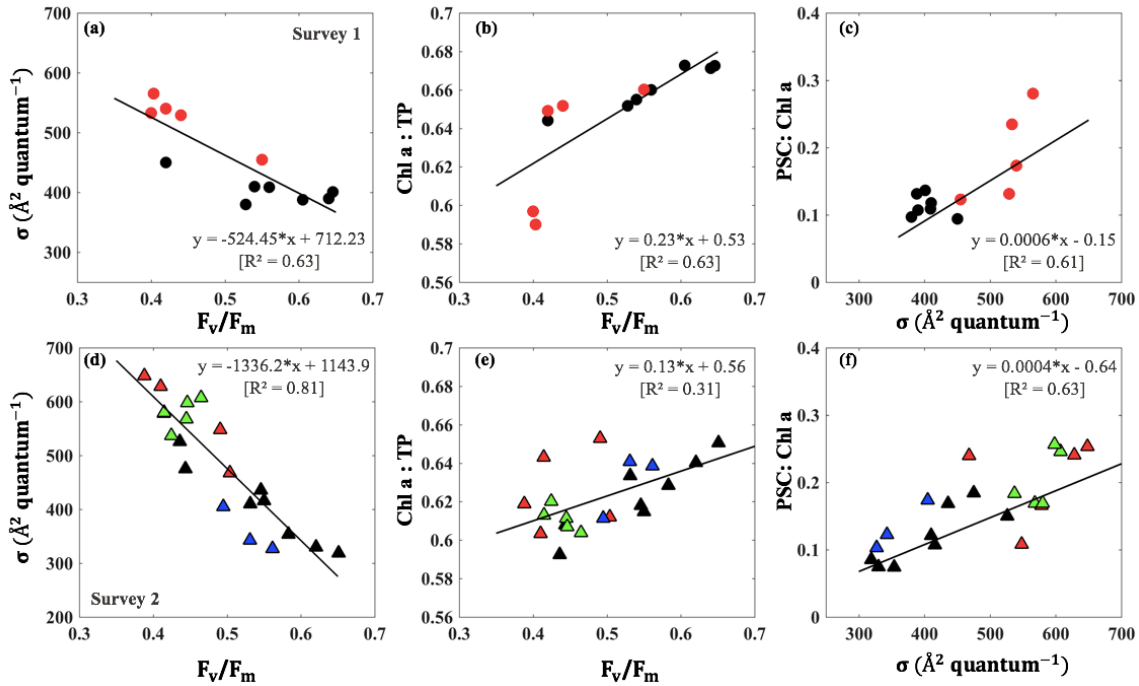 (a)
Survey 1
700
600
500
400
300
σ (Å² quantum⁻¹)
y = -524.45*x + 712.23
[R² = 0.63]
0.3 0.4 0.5 0.6 0.7
Fᵥ/Fₘ
(b)
0.68
0.66
0.64
0.62
0.60
0.58
0.56
Chl a : TP
y = 0.23*x + 0.53
[R² = 0.63]
0.3 0.4 0.5 0.6 0.7
Fᵥ/Fₘ
(c)
0.4
0.3
0.2
0.1
0
PSC: Chl a
y = 0.0006*x - 0.15
[R² = 0.61]
300 400 500 600 700
σ (Å² quantum⁻¹)
(d)
y = -1336.2*x + 1143.9
[R² = 0.81]
700
600
500
400
300
200
σ (Å² quantum⁻¹)
Survey 2
0.3 0.4 0.5 0.6 0.7
Fᵥ/Fₘ
(e)
y = 0.13*x + 0.56
[R² = 0.31]
0.68
0.66
0.64
0.62
0.60
0.58
0.56
Chl a : TP
0.3 0.4 0.5 0.6 0.7
Fᵥ/Fₘ
(f)
y = 0.0004*x - 0.64
[R² = 0.63]
0.4
0.3
0.2
0.1
0
PSC: Chl a
300 400 500 600 700
σ (Å² quantum⁻¹)